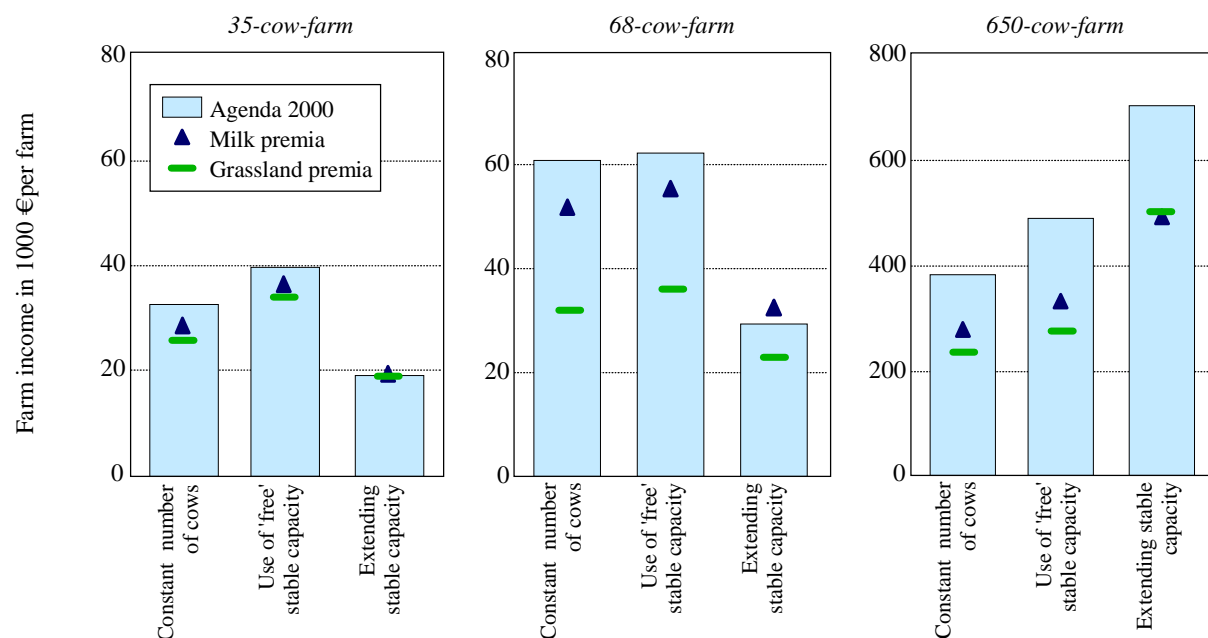 35-cow-farm
68-cow-farm
650-cow-farm
Farm income in 1000 €per farm
80
60
40
20
0
Agenda 2000
Milk premia
Grassland premia
Constant number
of cows
Use of 'free'
stable capacity
Extending
stable capacity
80
60
40
20
0
Constant number
of cows
Use of 'free'
stable capacity
Extending
stable capacity
800
600
400
200
0
Constant number
of cows
Use of 'free'
stable capacity
Extending stable
capacity